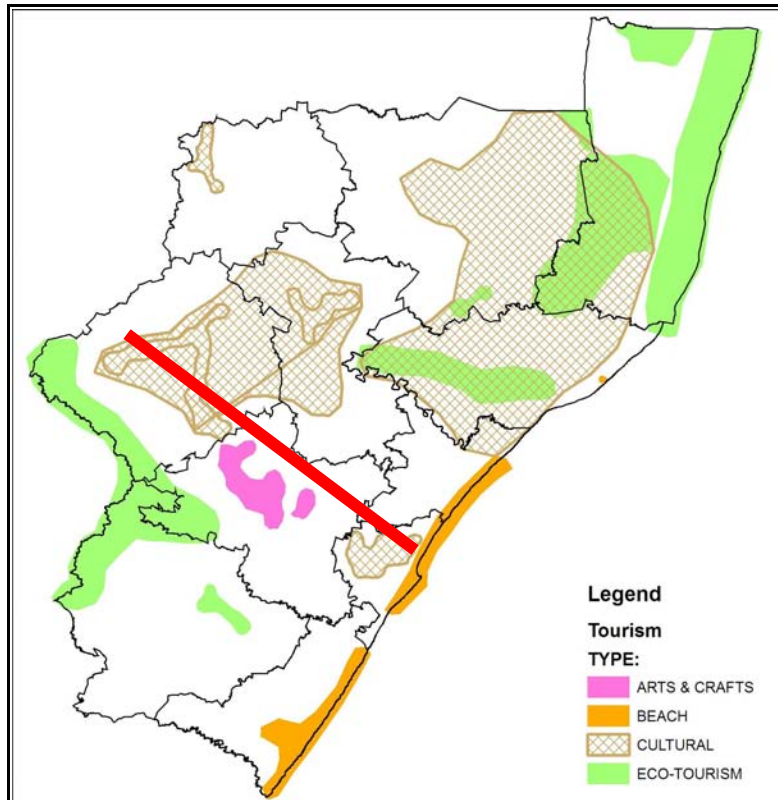 Legend
Tourism
TYPE:
ARTS & CRAFTS
BEACH
CULTURAL
ECO-TOURISM